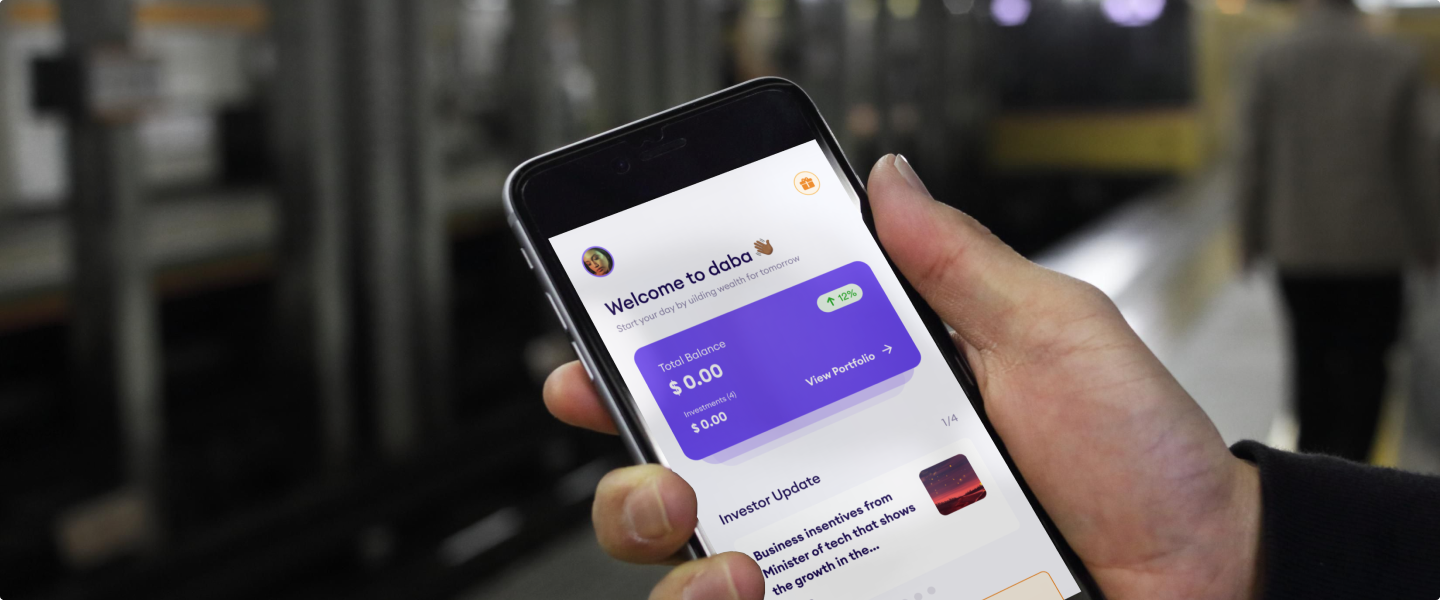 Welcome to daba 👋🏾
Start your day by uilding wealth for tomorrow
↑ 12%
Total Balance
$ 0.00
View Portfolio →
Investments (4)
$ 0.00
1/4
Investor Update
Business insentives from
Minister of tech that shows
the growth in the...